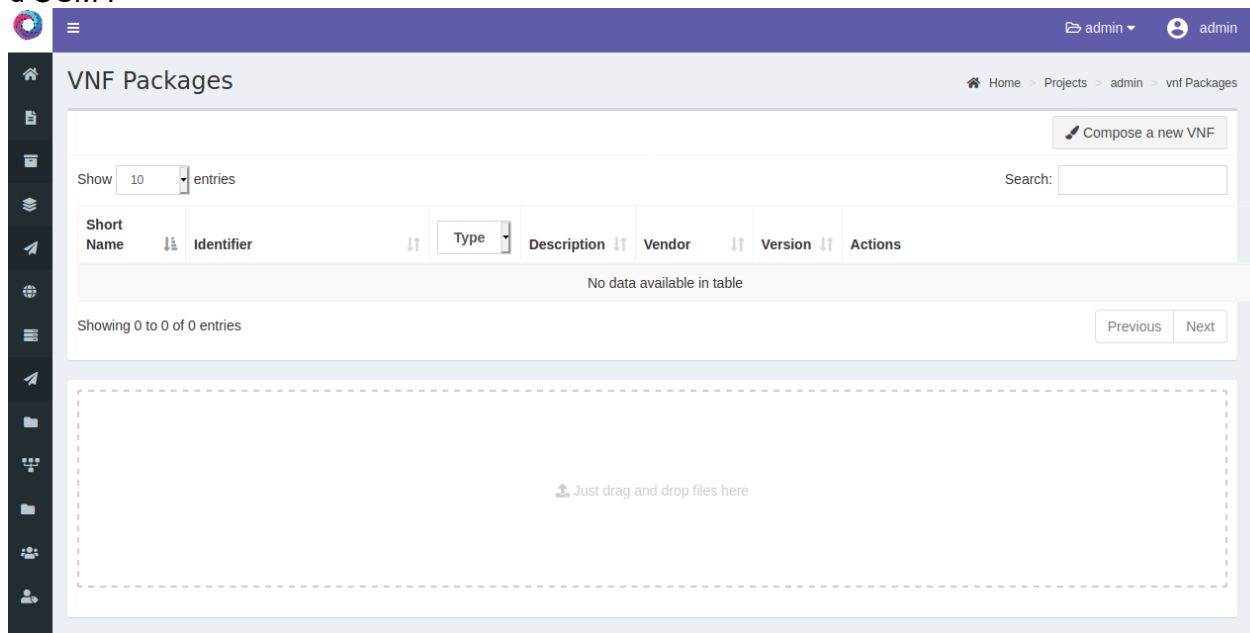 d'OSM :
admin admin
VNF Packages
Home > Projects > admin > vnf Packages
Compose a new VNF
Show 10 entries Search:
Short Name Identifier Type Description Vendor Version Actions
No data available in table
Showing 0 to 0 of 0 entries Previous Next
Just drag and drop files here